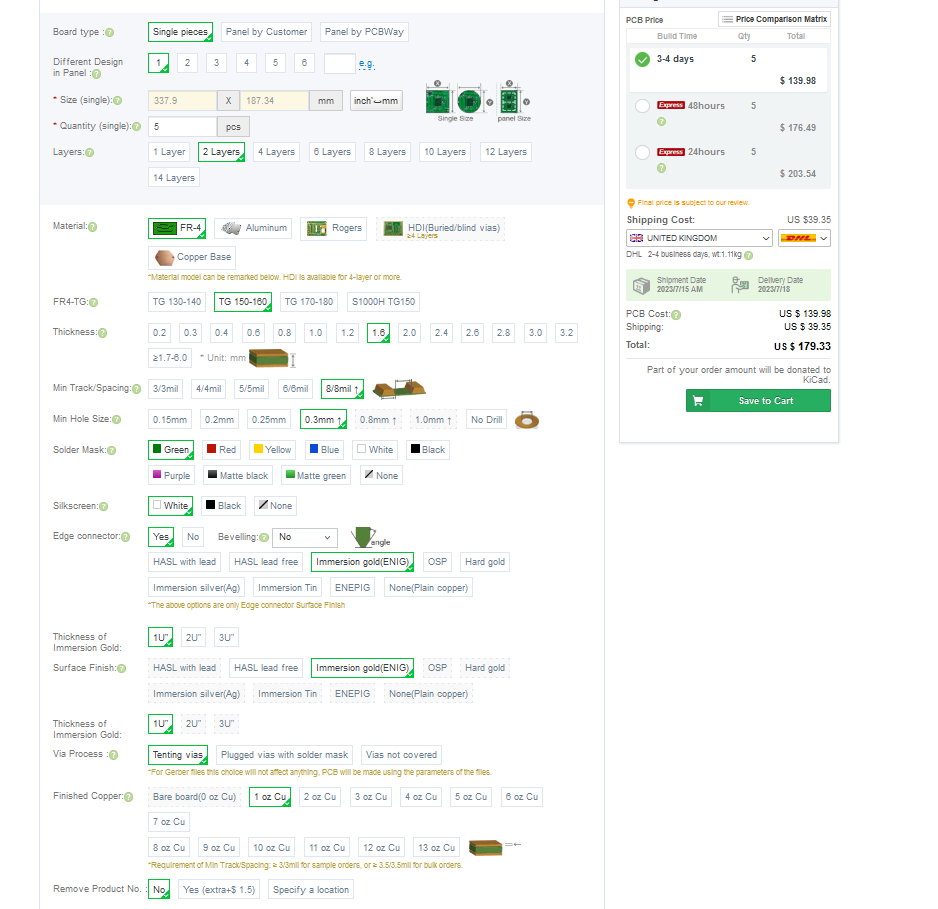 Board type : Single pieces Panel by Customer Panel by PCBWay
Different Design in Panel : 1 2 3 4 5 6 e.g.
* Size (single): 337.9 X 187.34 mm inch'↔mm
X X Y Y
Single Size panel Size
* Quantity (single): 5 pcs
Layers: 1 Layer 2 Layers 4 Layers 6 Layers 8 Layers 10 Layers 12 Layers
14 Layers
Material: FR-4 Aluminum Rogers HDI(Buried/blind vias)
≥4 Layers
Copper Base
*Material model can be remarked below. HDI is available for 4-layer or more.
FR4-TG: TG 130-140 TG 150-160 TG 170-180 S1000H TG150
Thickness: 0.2 0.3 0.4 0.6 0.8 1.0 1.2 1.6 2.0 2.4 2.6 2.8 3.0 3.2
≥1.7-6.0 * Unit: mm
Min Track/Spacing: 3/3mil 4/4mil 5/5mil 6/6mil 8/8mil ↑
Min Hole Size: 0.15mm 0.2mm 0.25mm 0.3mm ↑ 0.8mm ↑ 1.0mm ↑ No Drill
Solder Mask: Green Red Yellow Blue White Black
Purple Matte black Matte green None
Silkscreen: White Black None
Edge connector: Yes No Bevelling: No angle
HASL with lead HASL lead free Immersion gold(ENIG) OSP Hard gold
Immersion silver(Ag) Immersion Tin ENEPIG None(Plain copper)
*The above options are only Edge connector Surface Finish
Thickness of Immersion Gold: 1U" 2U" 3U"
Surface Finish: HASL with lead HASL lead free Immersion gold(ENIG) OSP Hard gold
Immersion silver(Ag) Immersion Tin ENEPIG None(Plain copper)
Thickness of Immersion Gold: 1U" 2U" 3U"
Via Process : Tenting vias Plugged vias with solder mask Vias not covered
*For Gerber files this choice will not affect anything, PCB will be made using the parameters of the files.
Finished Copper: Bare board(0 oz Cu) 1 oz Cu 2 oz Cu 3 oz Cu 4 oz Cu 5 oz Cu 6 oz Cu
7 oz Cu
8 oz Cu 9 oz Cu 10 oz Cu 11 oz Cu 12 oz Cu 13 oz Cu
*Requirement of Min Track/Spacing: ≥ 3/3mil for sample orders, or ≥ 3.5/3.5mil for bulk orders.
Remove Product No. : No Yes (extra+$ 1.5) Specify a location
PCB Price Price Comparison Matrix
Build Time Qty Total
3-4 days 5
$ 139.98
Express 48hours 5
$ 176.49
Express 24hours 5
$ 203.54
Final price is subject to our review.
Shipping Cost: US $39.35
UNITED KINGDOM DHL
DHL 2-4 business days, wt:1.11kg
Shipment Date Delivery Date
2023/7/15 AM 2023/7/18
PCB Cost: US $ 139.98
Shipping: US $ 39.35
Total: US $ 179.33
Part of your order amount will be donated to
KiCad.
Save to Cart